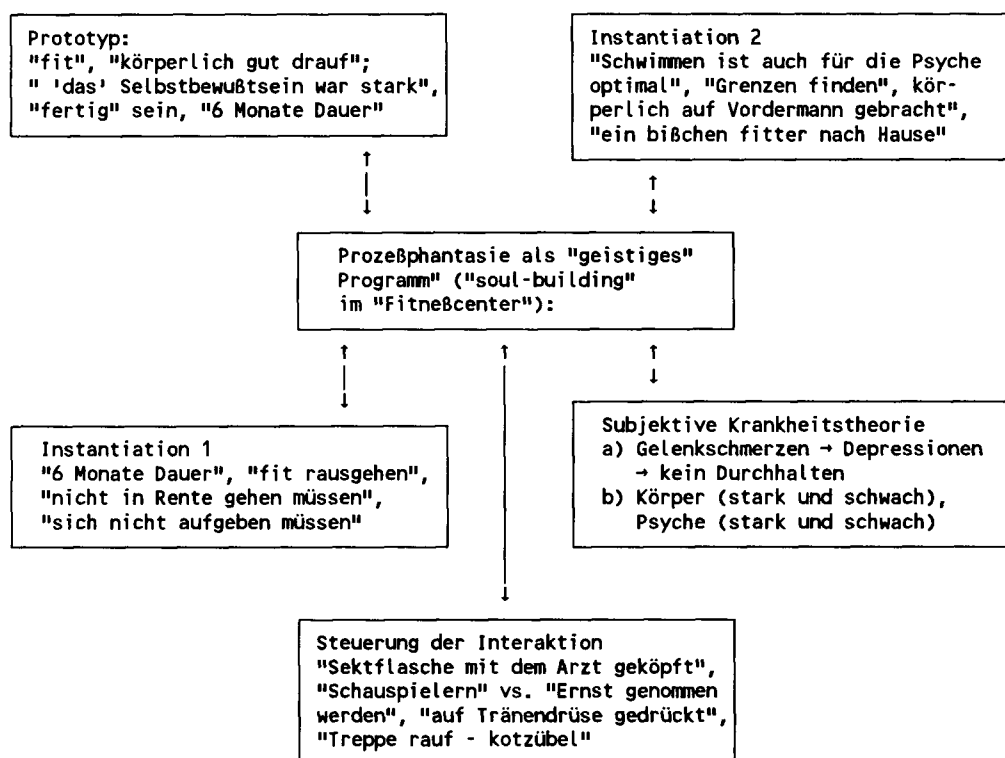 Prototyp:
"fit", "körperlich gut drauf";
" 'das' Selbstbewußtsein war stark",
"fertig" sein, "6 Monate Dauer"
Instantiation 2
"Schwimmen ist auch für die Psyche
optimal", "Grenzen finden", kör-
perlich auf Vordermann gebracht",
"ein bißchen fitter nach Hause"
Prozeßphantasie als "geistiges"
Programm" ("soul-building"
im "Fitneßcenter"):
Instantiation 1
"6 Monate Dauer", "fit rausgehen",
"nicht in Rente gehen müssen",
"sich nicht aufgeben müssen"
Subjektive Krankheitstheorie
a) Gelenkschmerzen → Depressionen
→ kein Durchhalten
b) Körper (stark und schwach),
Psyche (stark und schwach)
Steuerung der Interaktion
"Sektflasche mit dem Arzt geköpft",
"Schauspielern" vs. "Ernst genommen
werden", "auf Tränendrüse gedrückt",
"Treppe rauf - kotzübel"